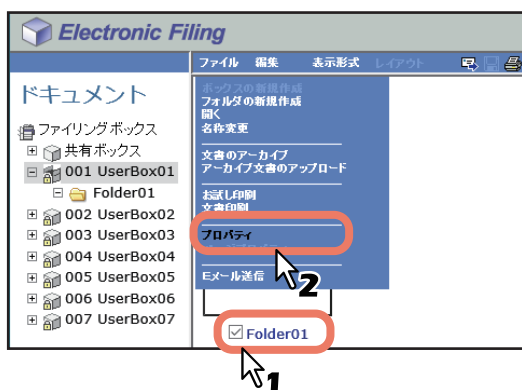 Electronic Filing
ファイル 編集 表示形式 レイアウト
ドキュメント
ファイリングボックス
共有ボックス
001 UserBox01
Folder01
002 UserBox02
003 UserBox03
004 UserBox04
005 UserBox05
006 UserBox06
007 UserBox07
ボックスの新規作成
フォルダの新規作成
開く
名称変更
文書のアーカイブ
アーカイブ文書のアップロード
お試し印刷
文書印刷
プロパティ
Eメール送信
2
Folder01
1